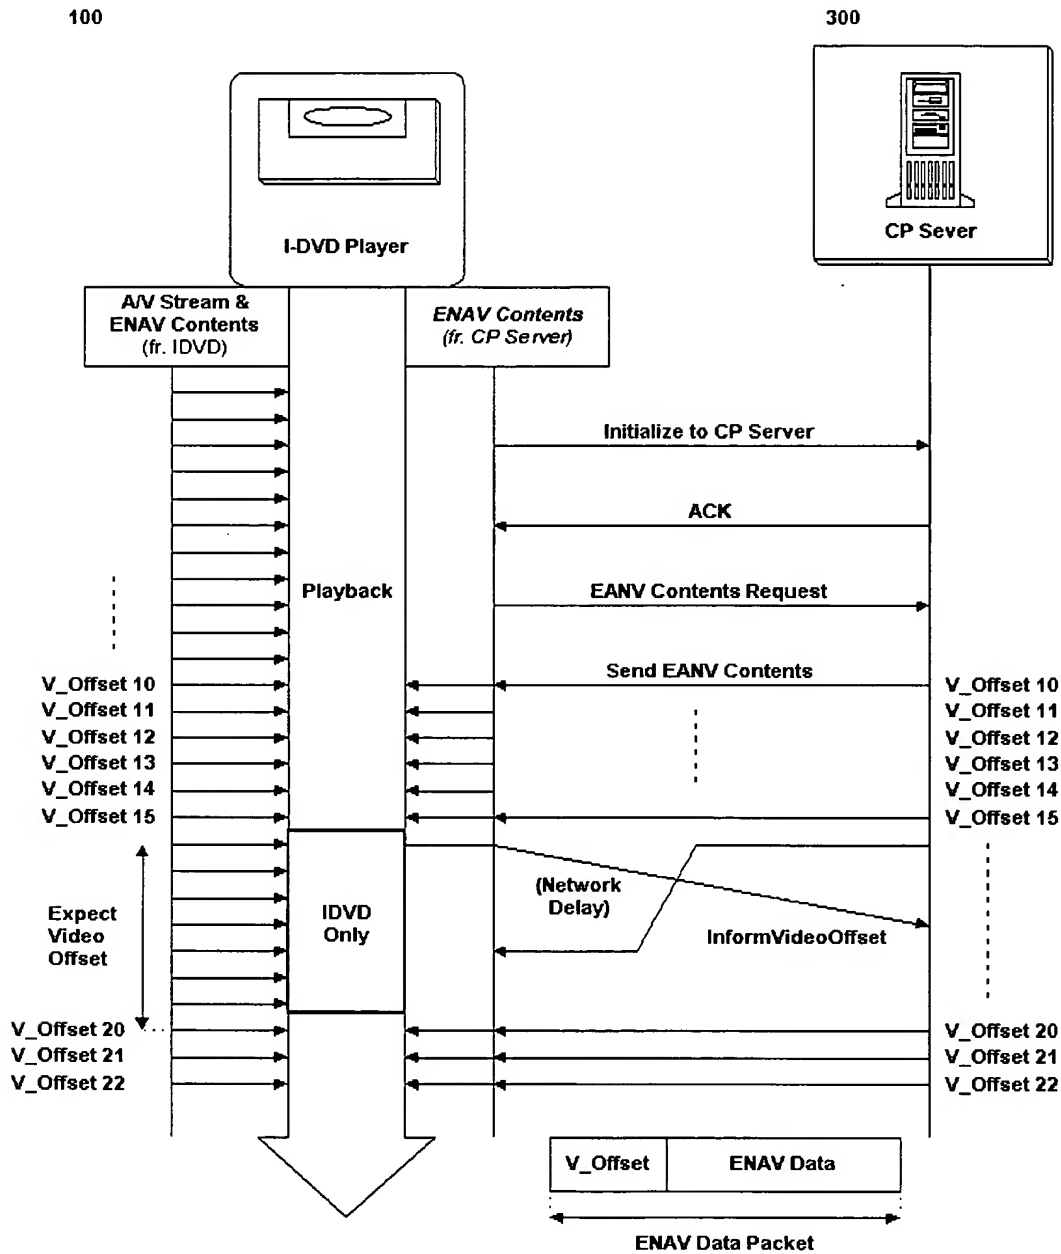 100
300
I-DVD Player
CP Sever
A/V Stream &
ENAV Contents
(fr. IDVD)
ENAV Contents
(fr. CP Server)
Initialize to CP Server
ACK
Playback
EANV Contents Request
Send EANV Contents
V_Offset 10
V_Offset 11
V_Offset 12
V_Offset 13
V_Offset 14
V_Offset 15
V_Offset 10
V_Offset 11
V_Offset 12
V_Offset 13
V_Offset 14
V_Offset 15
Expect
Video
Offset
IDVD
Only
(Network
Delay)
InformVideoOffset
V_Offset 20
V_Offset 21
V_Offset 22
V_Offset 20
V_Offset 21
V_Offset 22
V_Offset
ENAV Data
ENAV Data Packet